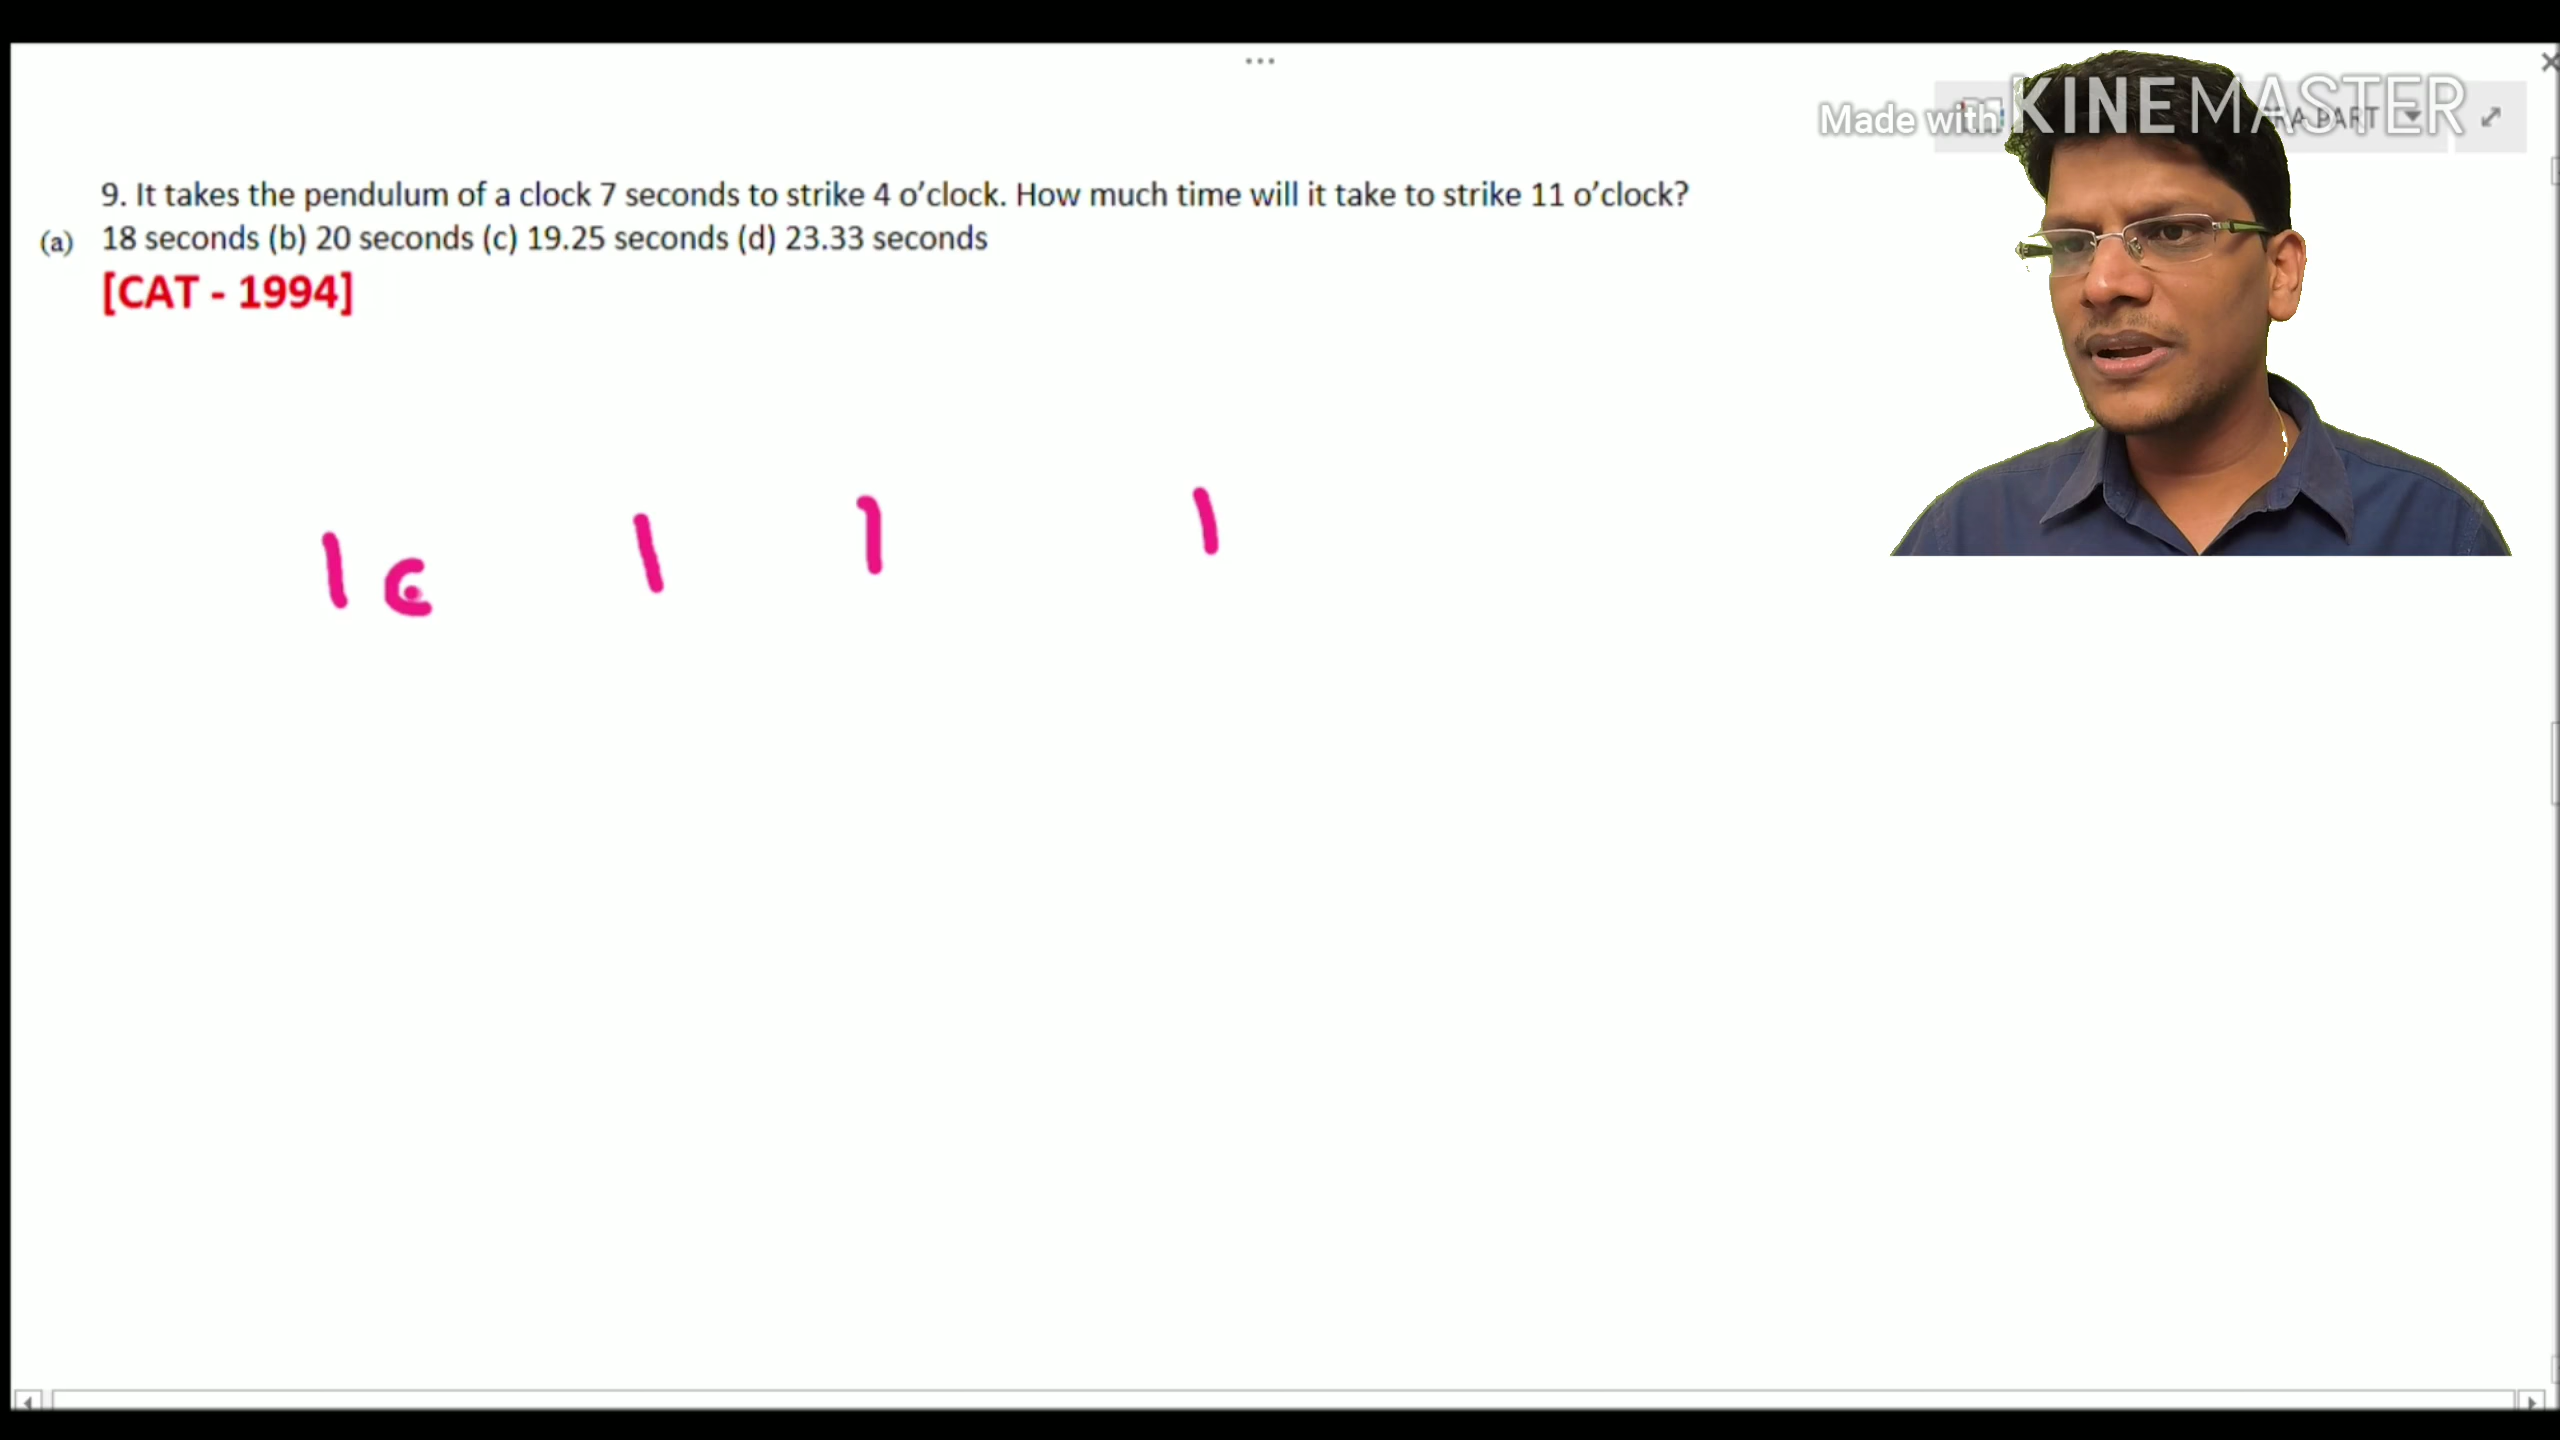 Made with KINEMASTER
9. It takes the pendulum of a clock 7 seconds to strike 4 o’clock. How much time will it take to strike 11 o’clock?
(a) 18 seconds (b) 20 seconds (c) 19.25 seconds (d) 23.33 seconds
[CAT - 1994]